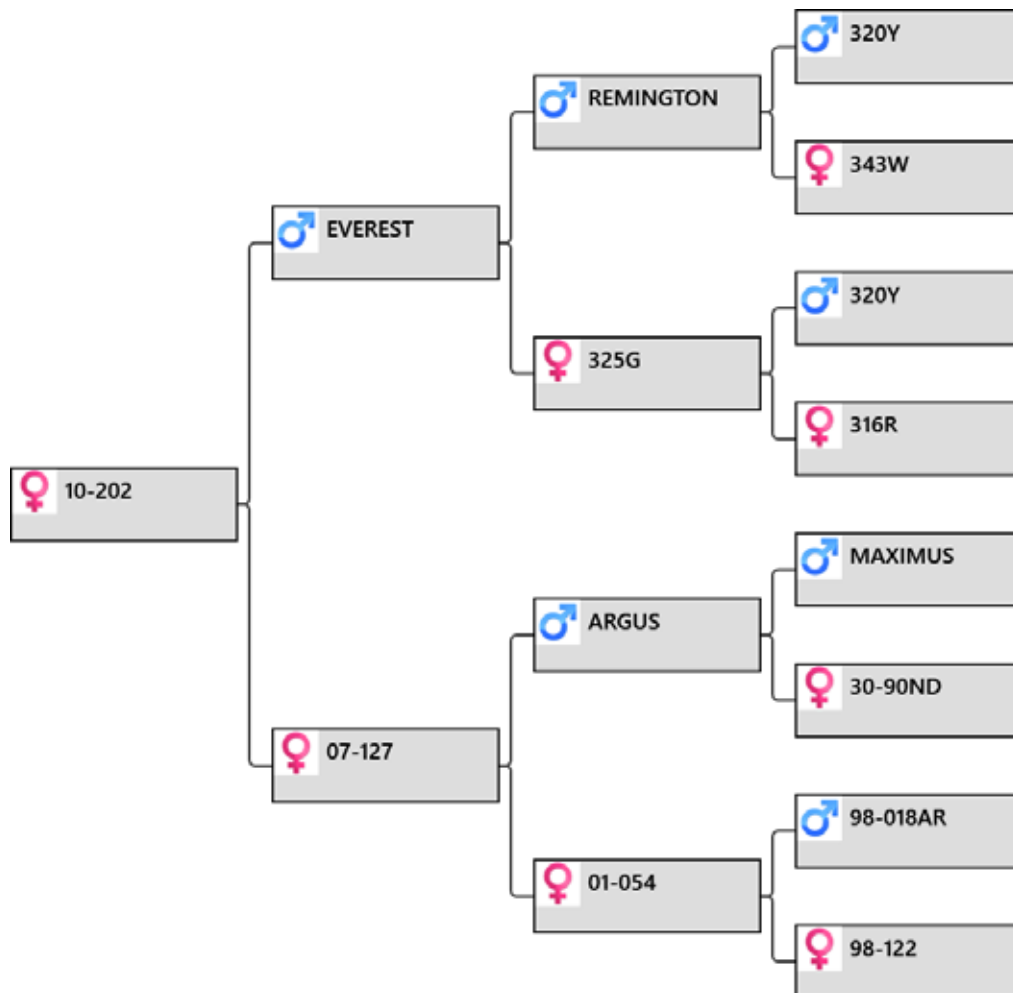 320Y
REMINGTON
343W
EVEREST
320Y
325G
316R
10-202
MAXIMUS
ARGUS
30-90ND
07-127
98-018AR
01-054
98-122